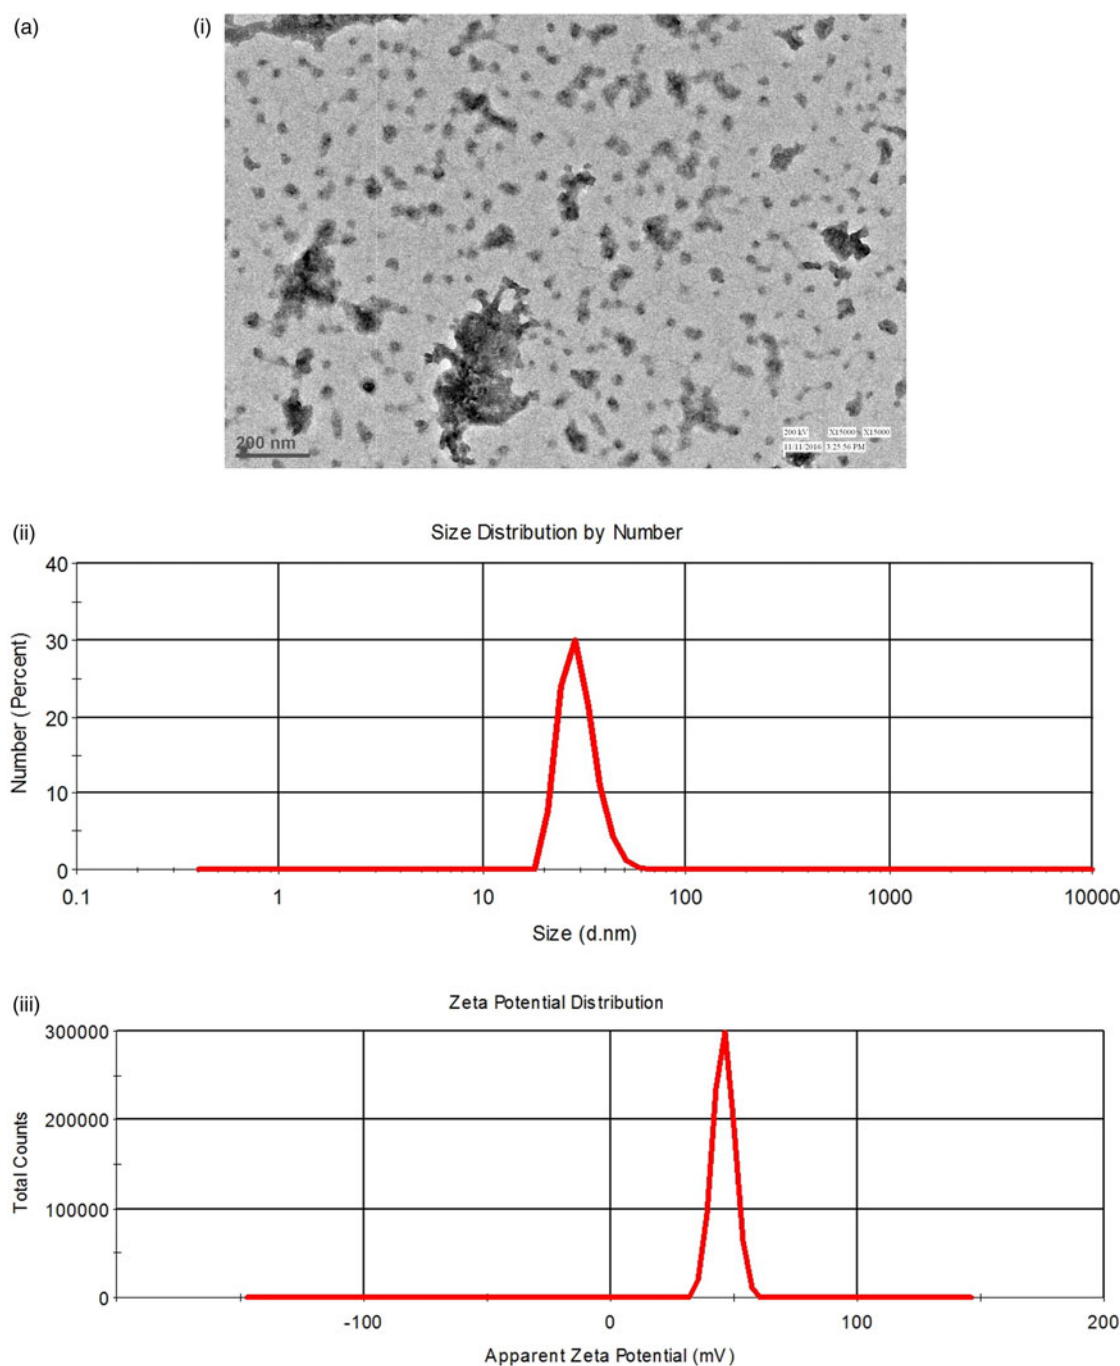 (a)
(i)
200 nm
200 kV X15000 X15000
11/11/2016 3:25:56 PM
(ii)
Size Distribution by Number
Number (Percent)
40
30
20
10
0
0.1 1 10 100 1000 10000
Size (d.nm)
(iii)
Zeta Potential Distribution
Total Counts
300000
200000
100000
0
-100 0 100 200
Apparent Zeta Potential (mV)